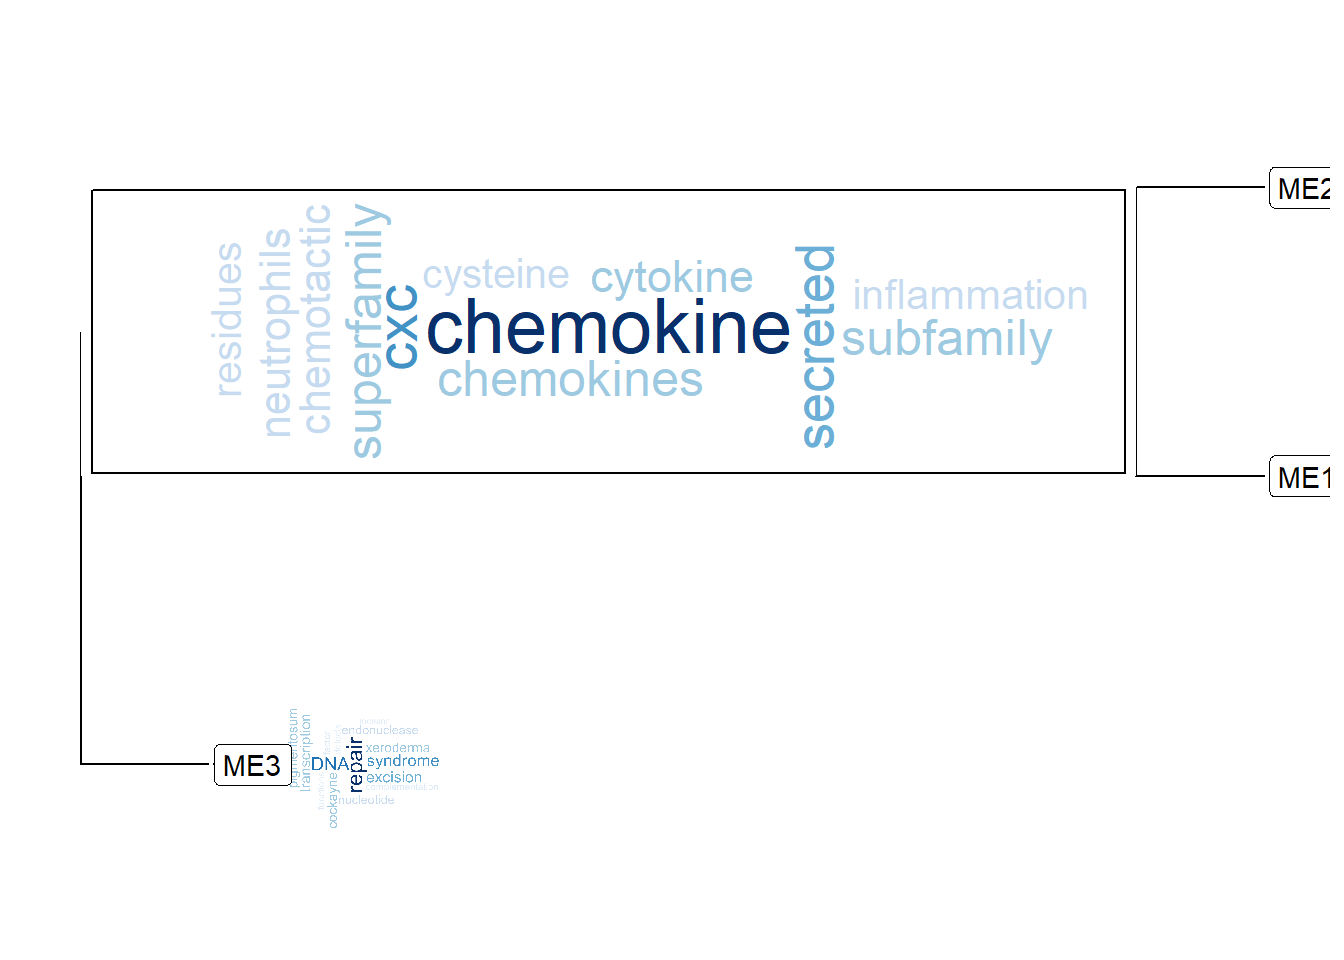 ME2
residues
neutrophils
chemotactic
superfamily
cxc
cysteine
cytokine
chemokine
chemokines
secreted
inflammation
subfamily
ME1
ME3
transcription
cockayne
DNA
repair
endonuclease
xeroderma
syndrome
excision
complementation
nucleotide